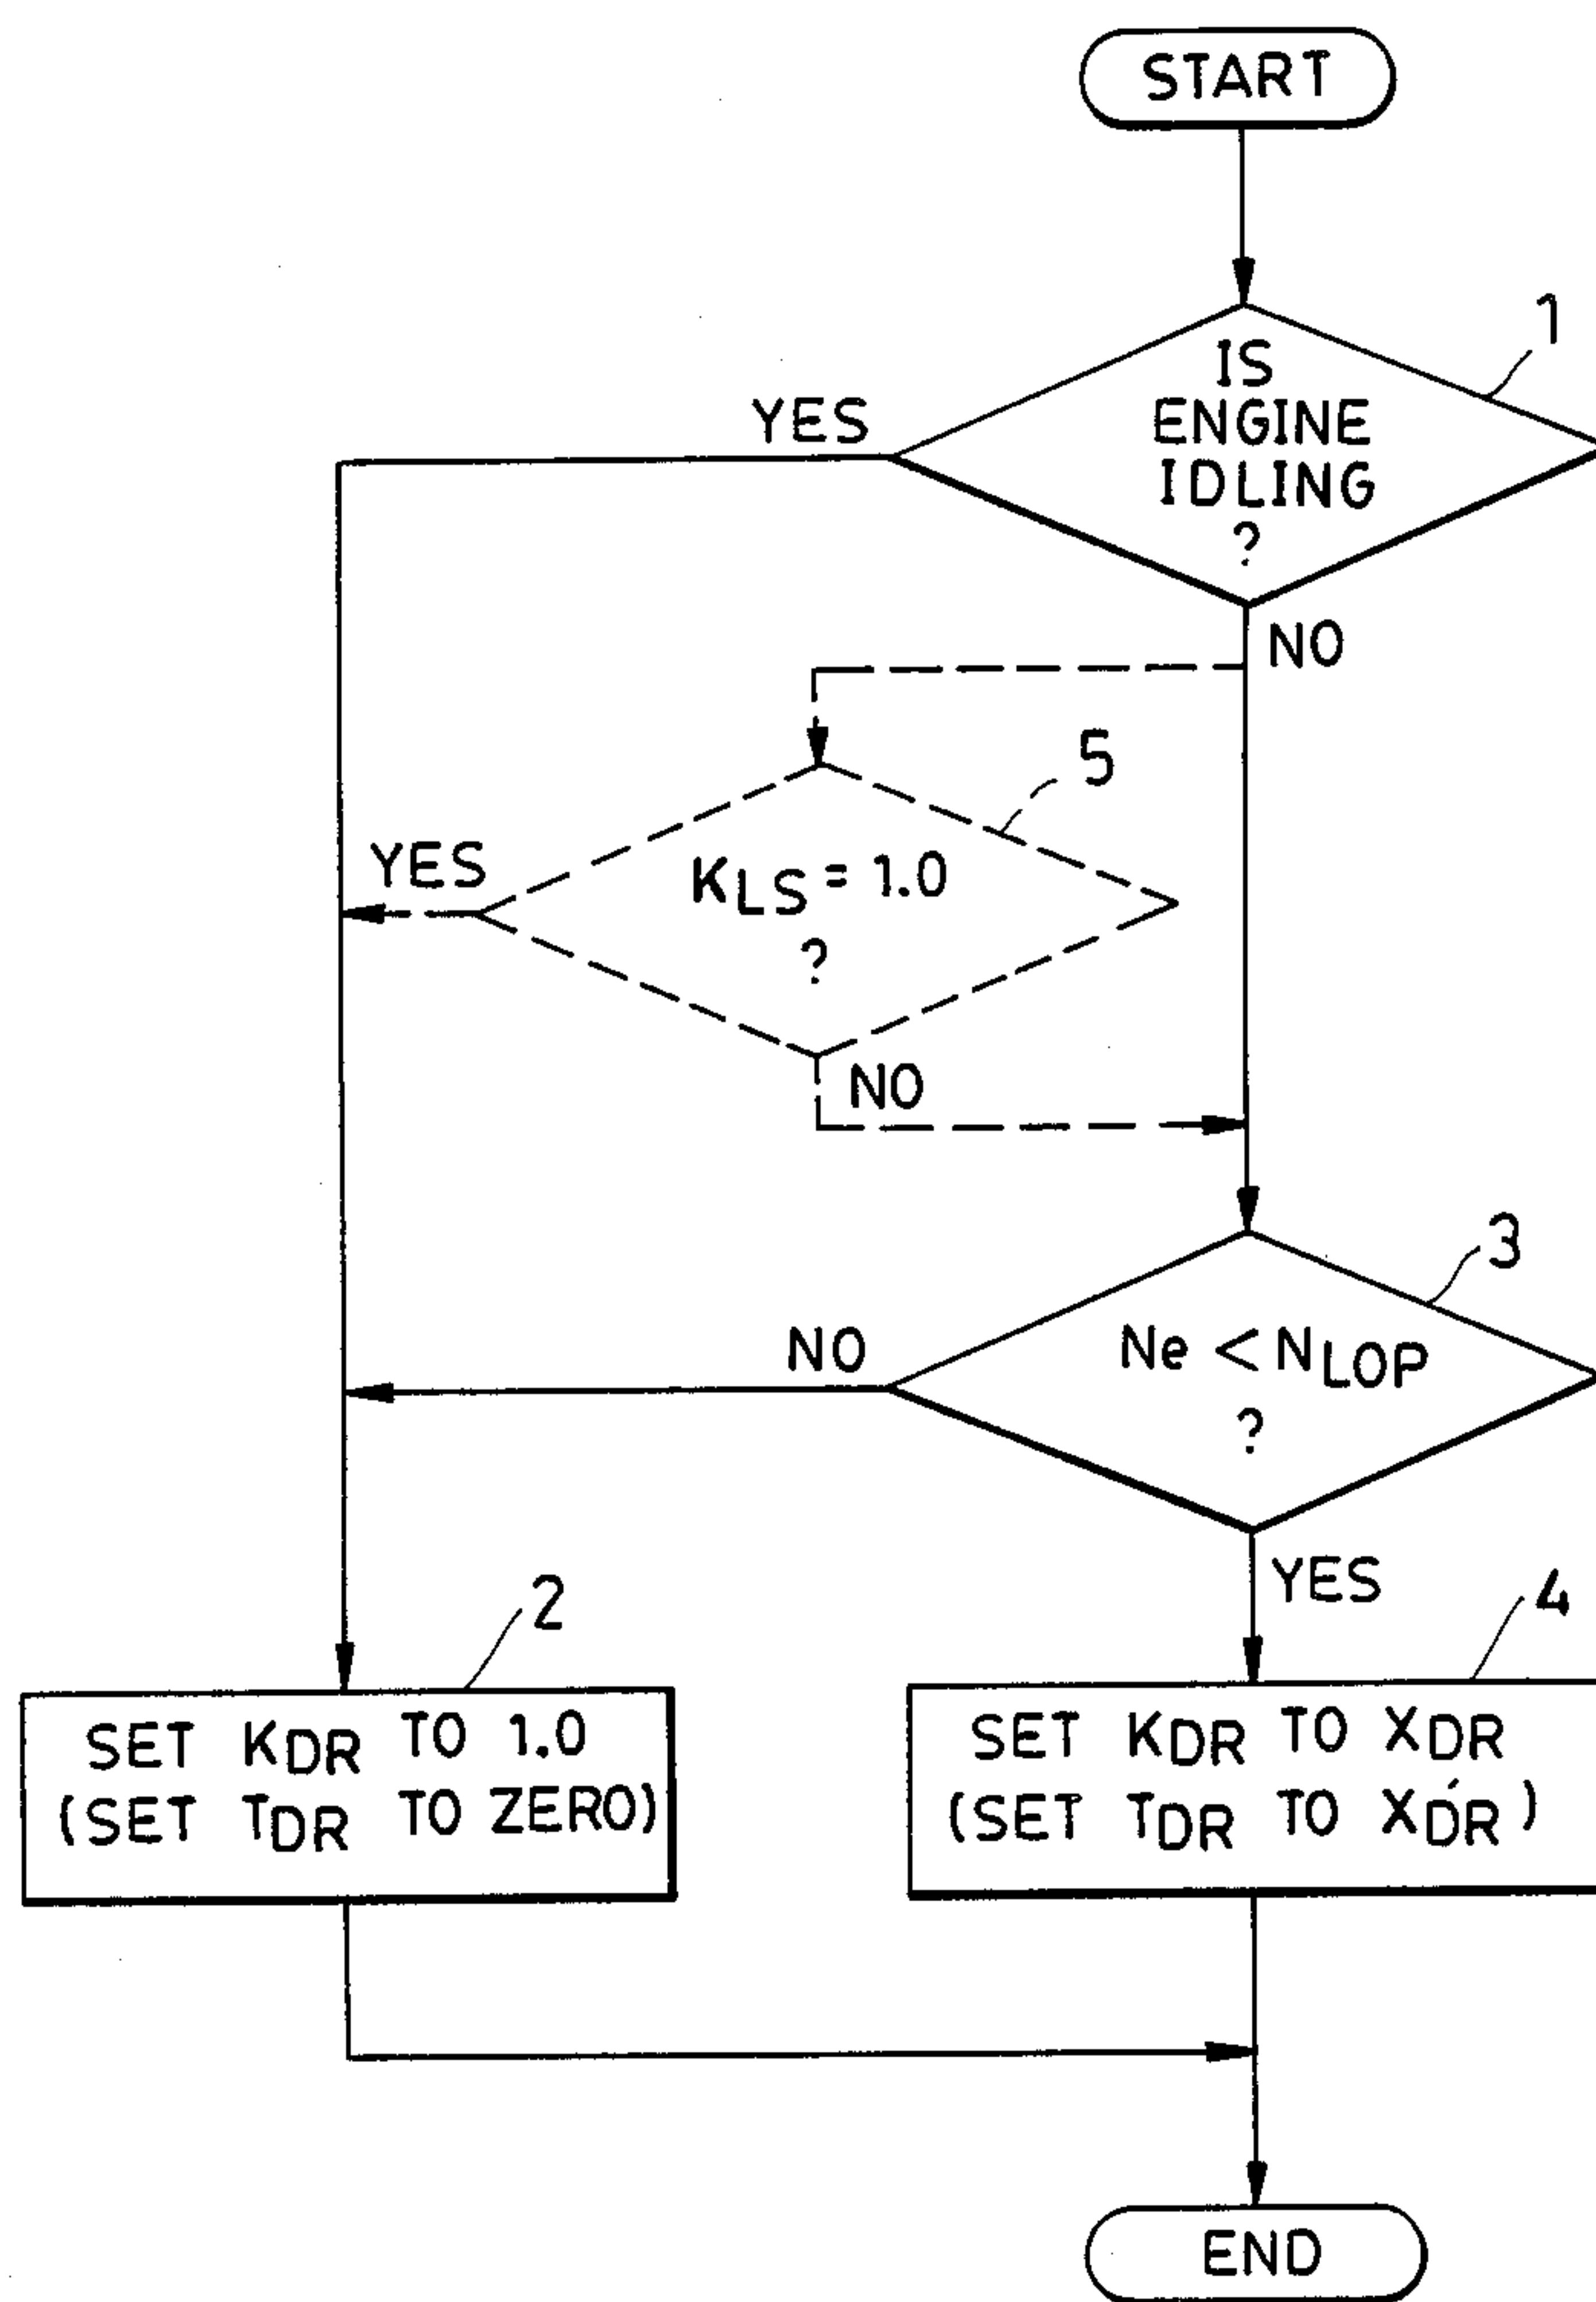 START
1
IS
ENGINE
IDLING
?
YES
NO
5
YES
KLS = 1.0
?
NO
3
NO
Ne < NLOP
?
YES
2
4
SET KDR TO 1.0
(SET TDR TO ZERO)
SET KDR TO XDR
(SET TDR TO X'DR)
END